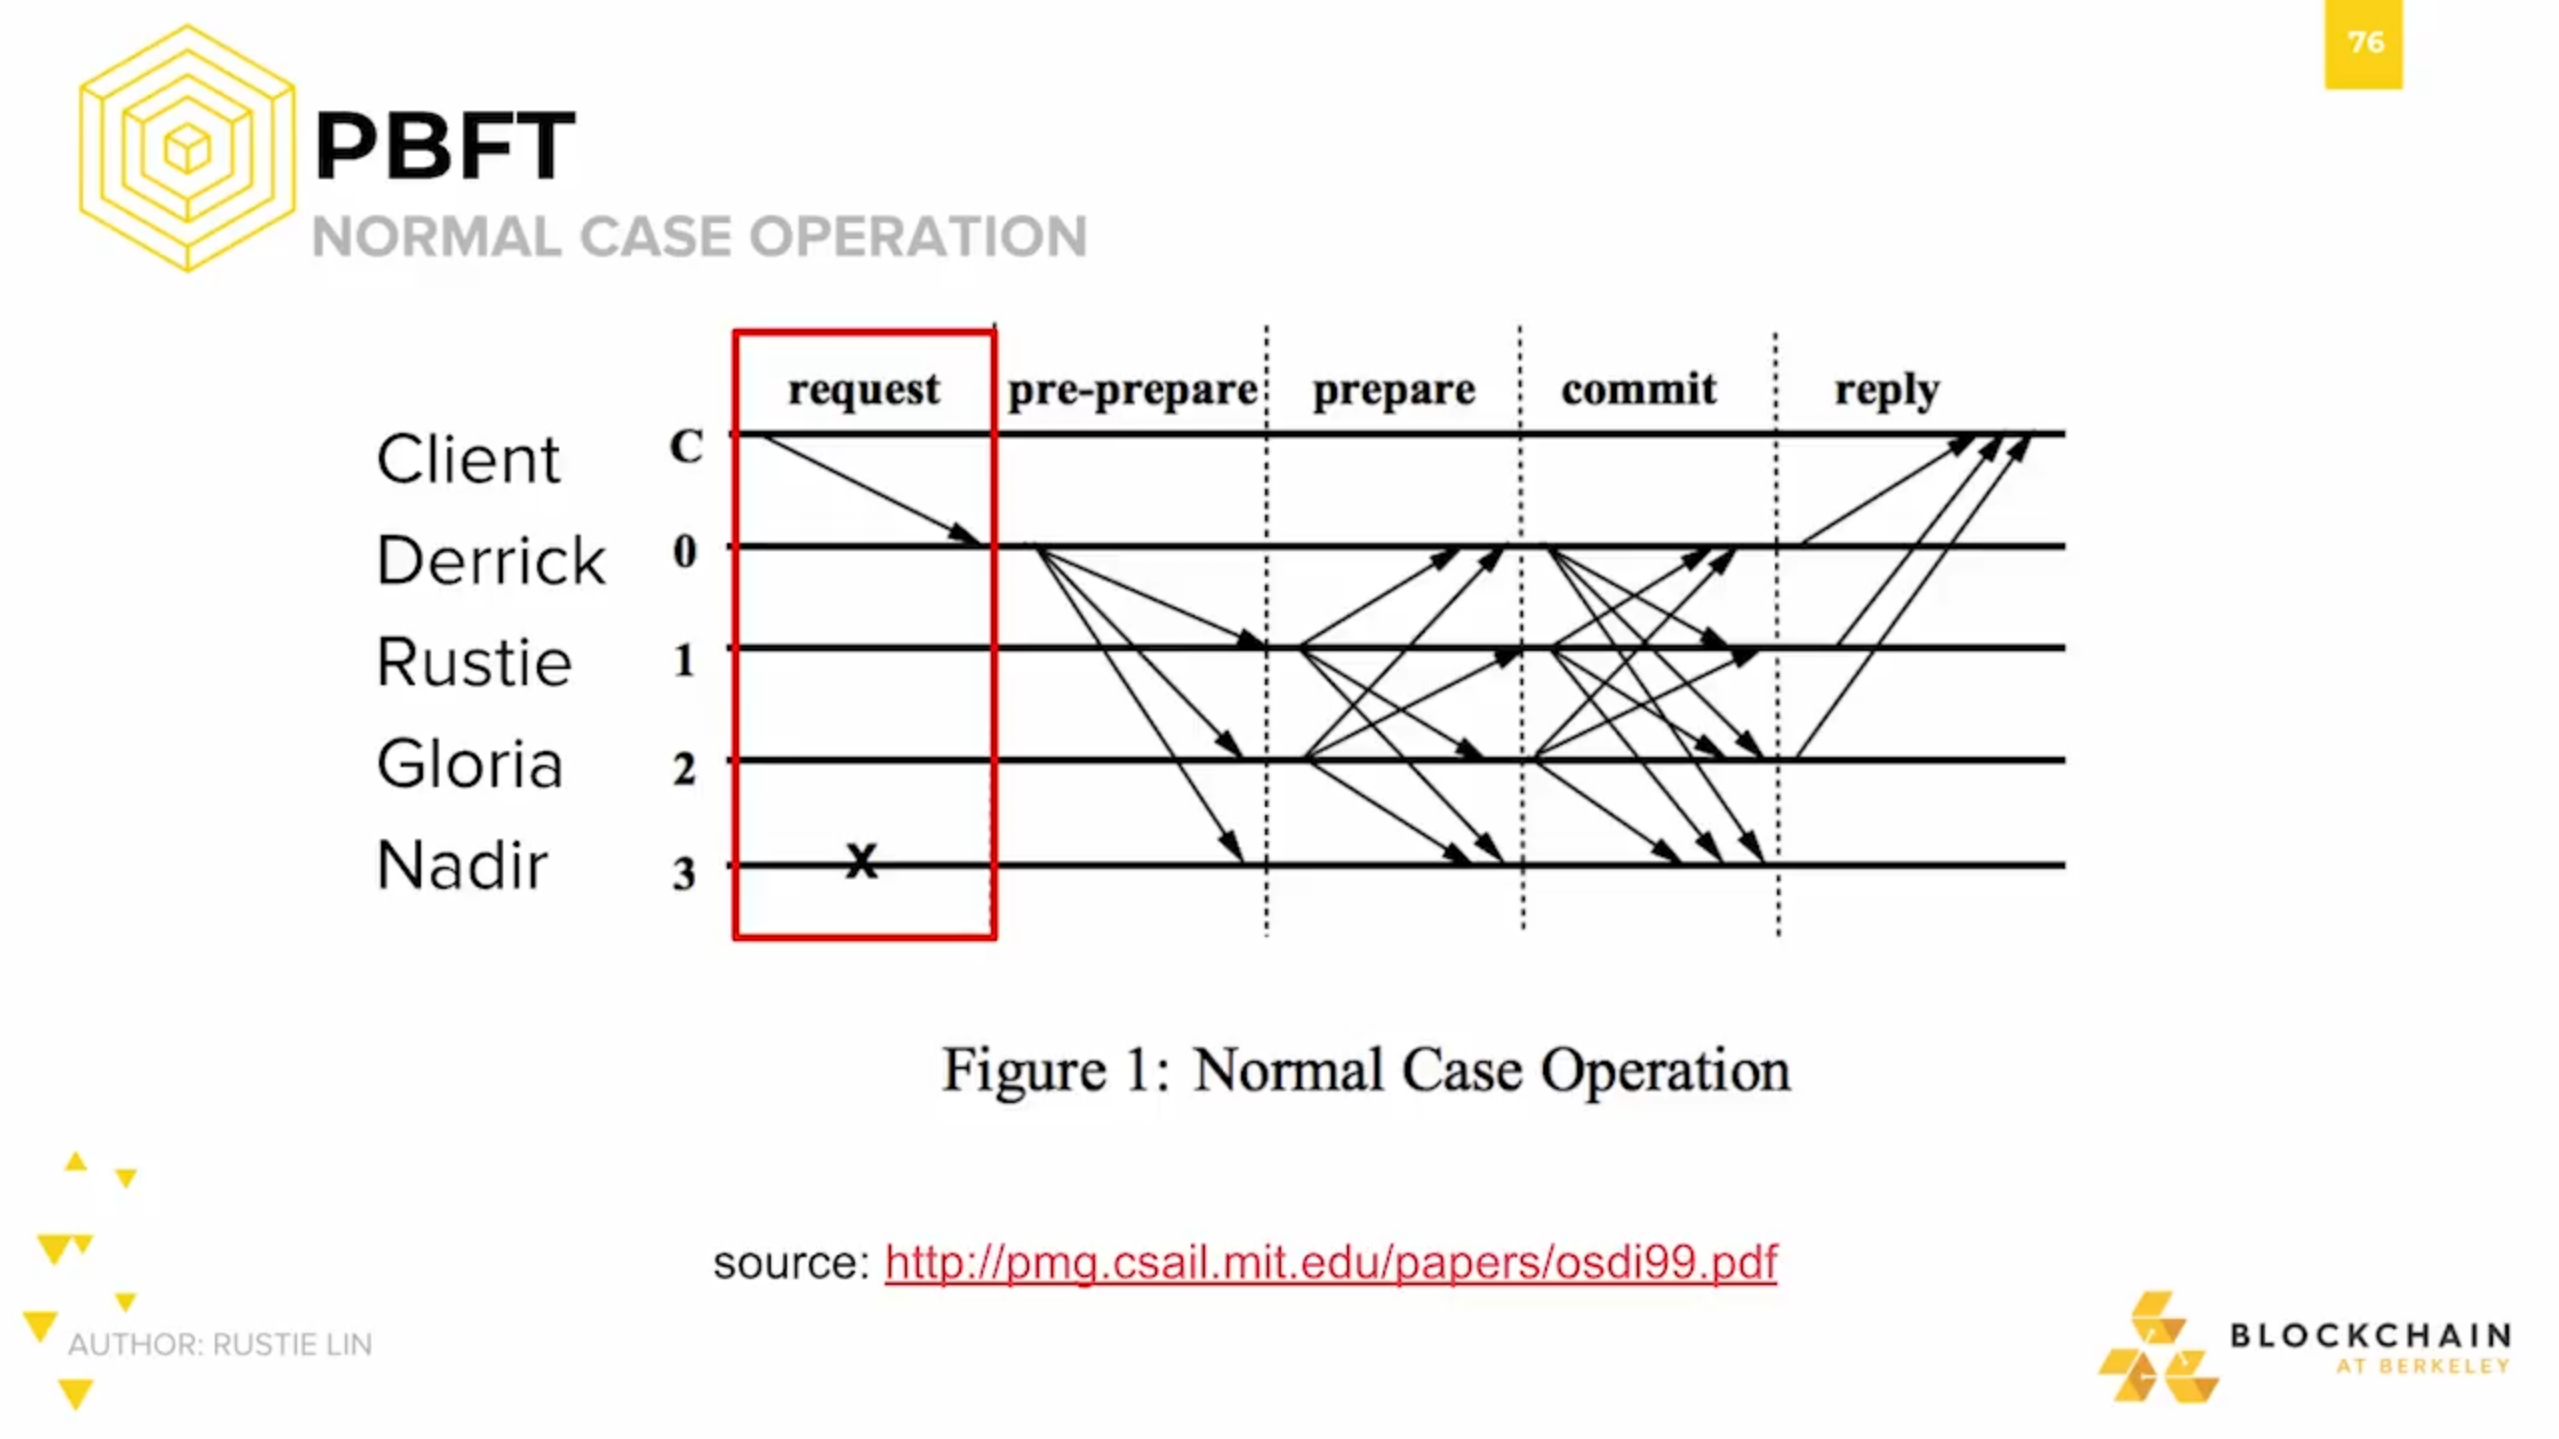 76
PBFT
NORMAL CASE OPERATION
request pre-prepare prepare commit reply
Client C
Derrick 0
Rustie 1
Gloria 2
Nadir 3
X
Figure 1: Normal Case Operation
source: http://pmg.csail.mit.edu/papers/osdi99.pdf
AUTHOR: RUSTIE LIN
BLOCKCHAIN
AT BERKELEY